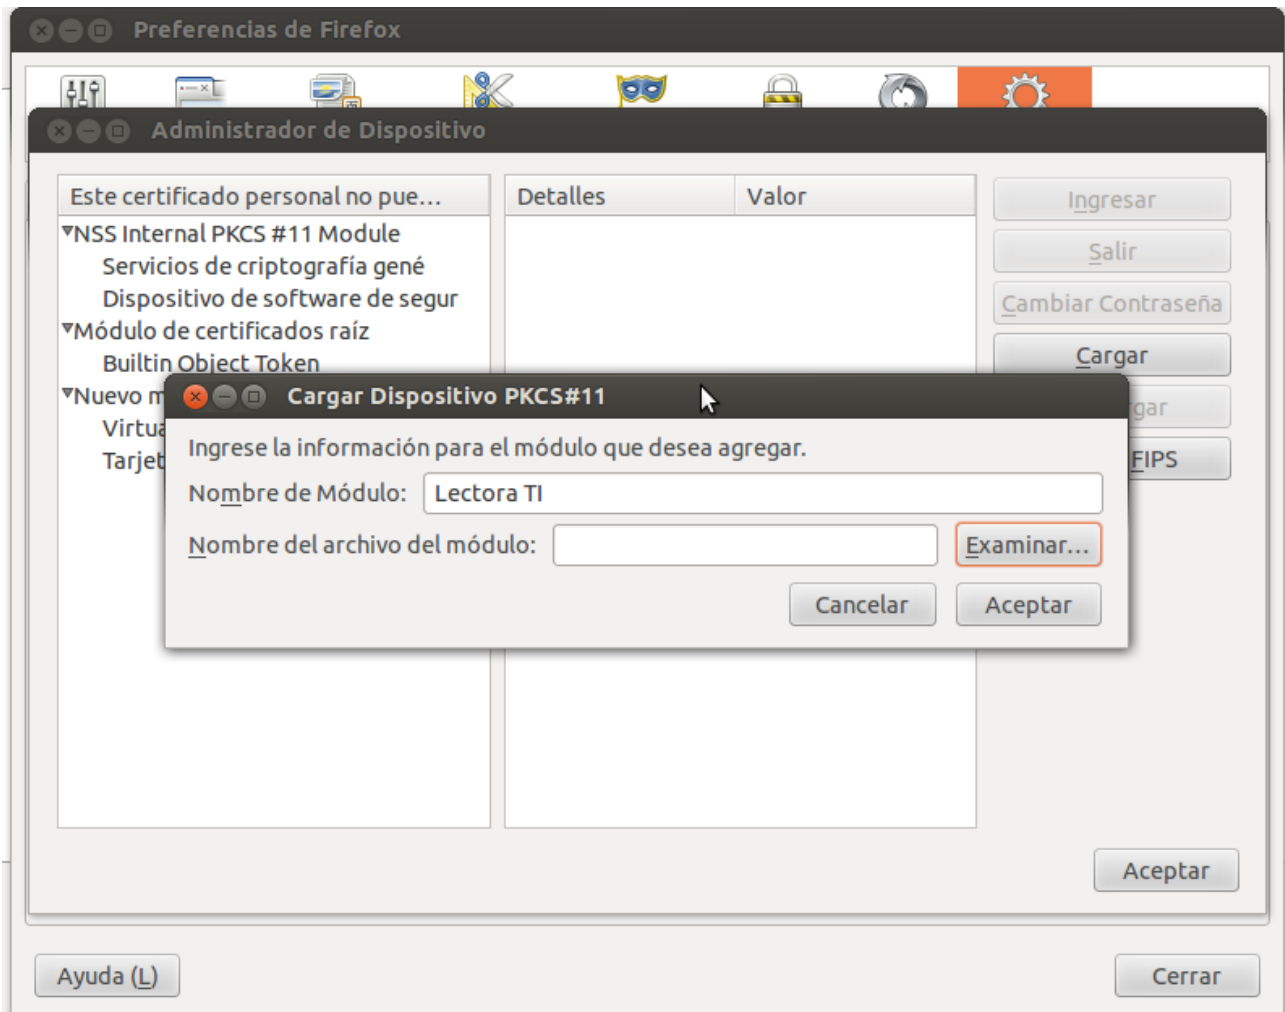 Preferencias de Firefox
Administrador de Dispositivo
Este certificado personal no pue...
Detalles
Valor
Ingresar
NSS Internal PKCS #11 Module
Servicios de criptografía gené
Salir
Dispositivo de software de segur
Cambiar Contraseña
Módulo de certificados raíz
Builtin Object Token
Cargar
Nuevo m
Cargar Dispositivo PKCS#11
gar
Virtua
Ingrese la información para el módulo que desea agregar.
Tarjet
FIPS
Nombre de Módulo: Lectora TI
Nombre del archivo del módulo:
Examinar...
Cancelar
Aceptar
Aceptar
Ayuda (L)
Cerrar